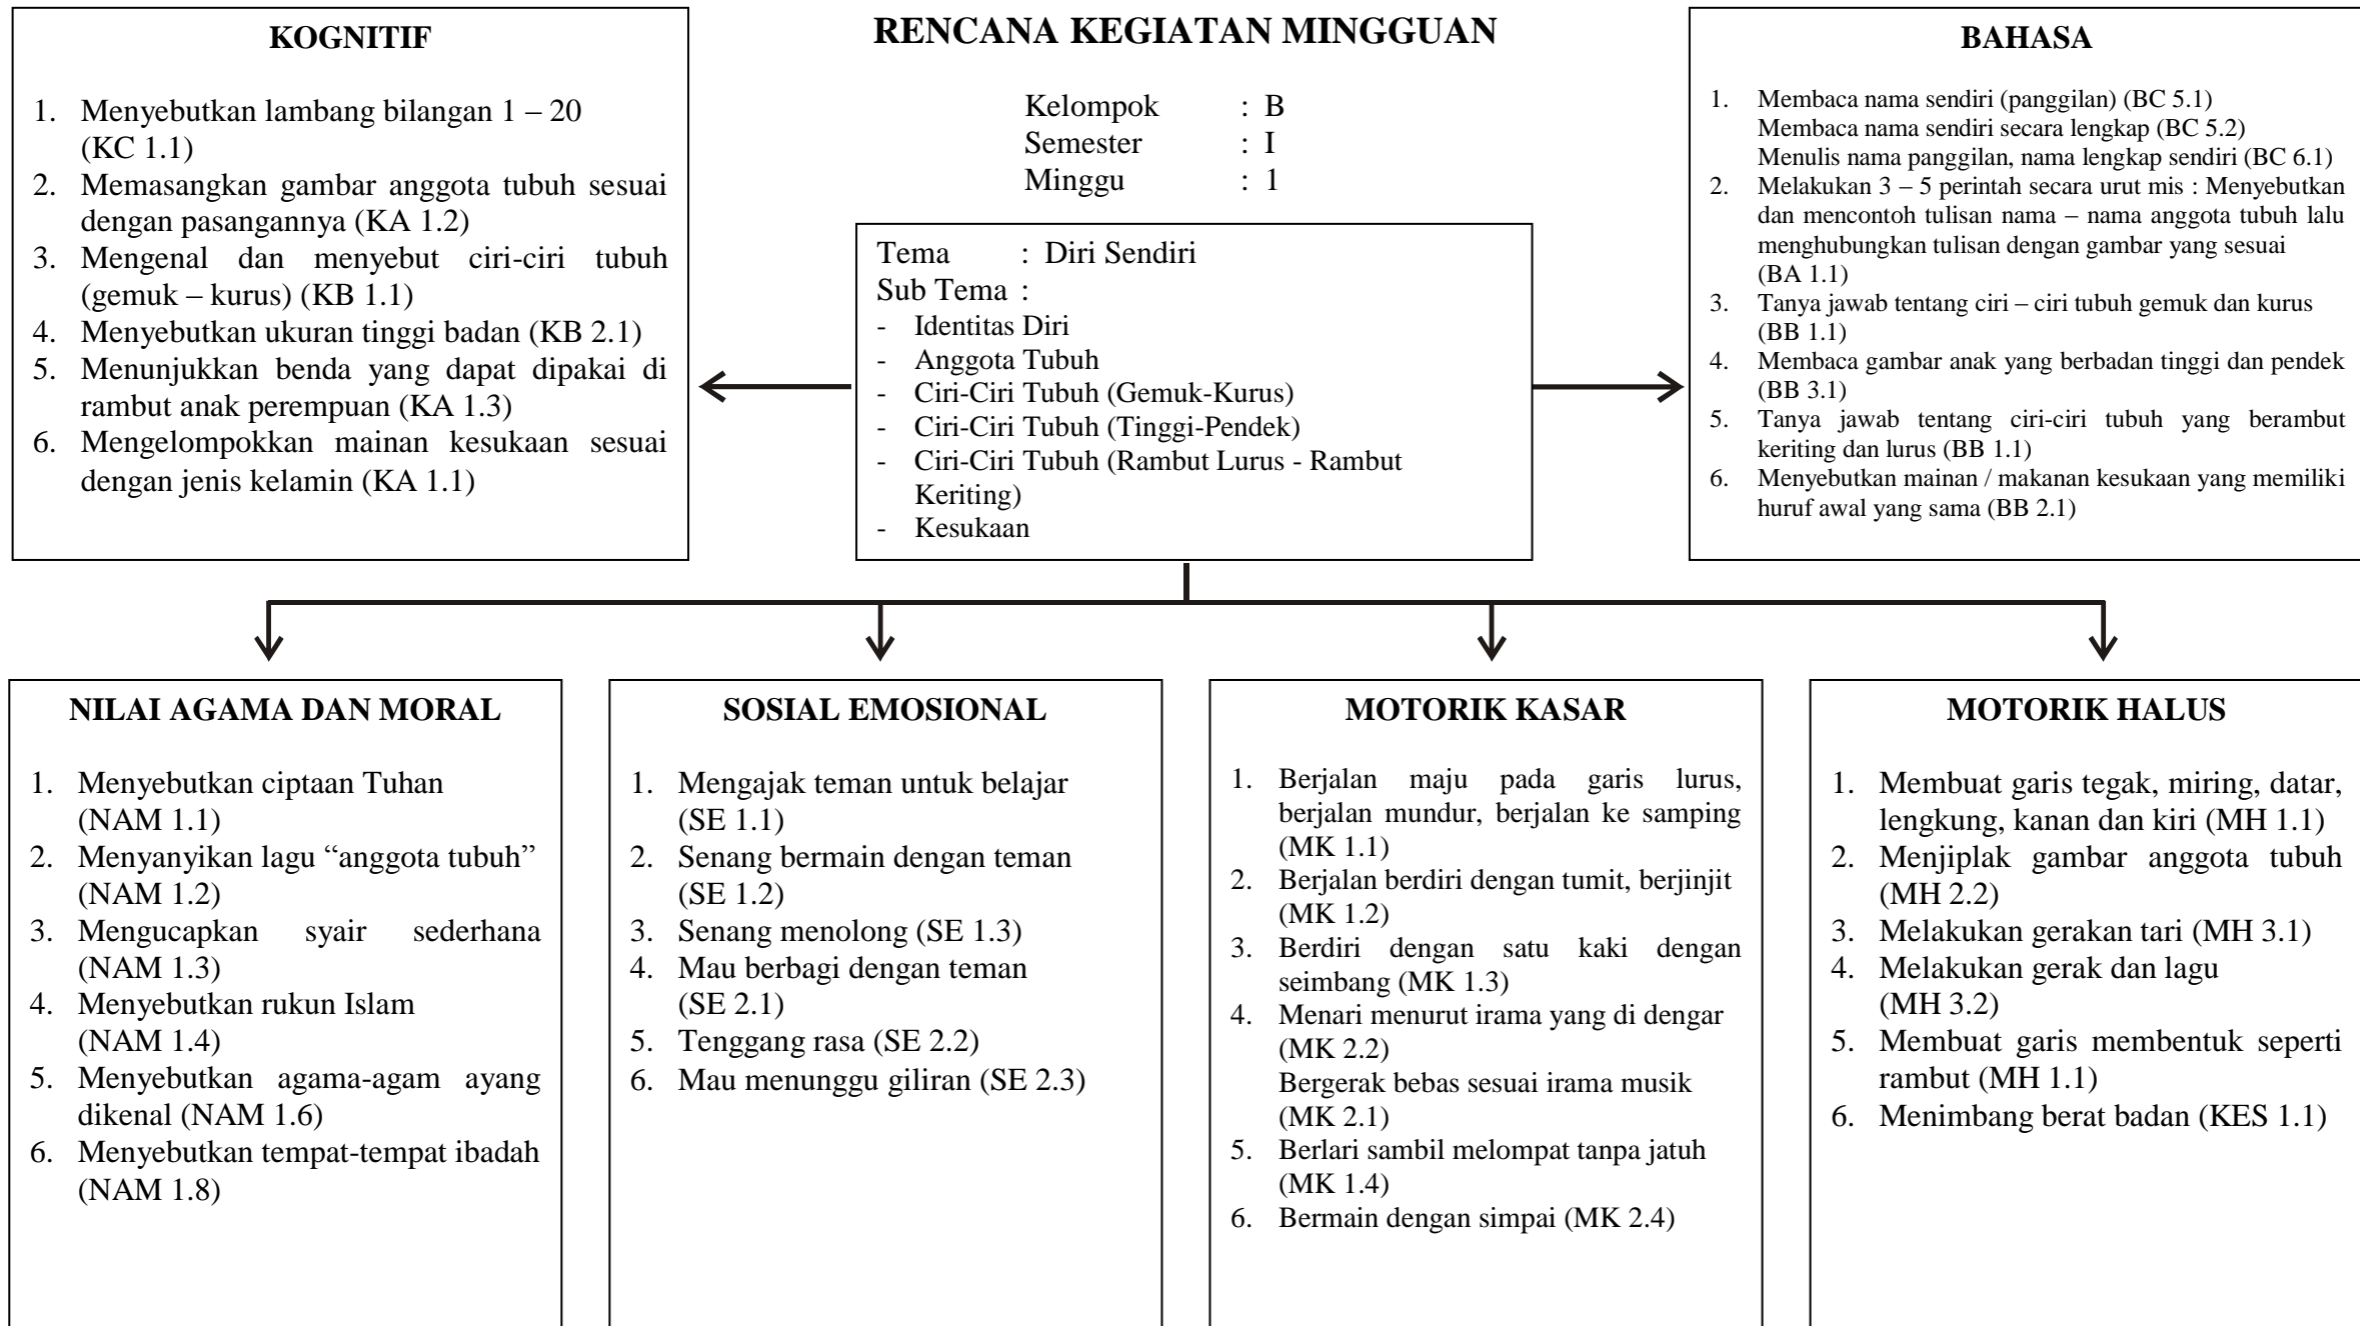 RENCANA KEGIATAN MINGGUAN
Kelompok : B
Semester : I
Minggu : 1
KOGNITIF
1. Menyebutkan lambang bilangan 1 – 20
(KC 1.1)
2. Memasangkan gambar anggota tubuh sesuai
dengan pasangannya (KA 1.2)
3. Mengenal dan menyebut ciri-ciri tubuh
(gemuk – kurus) (KB 1.1)
4. Menyebutkan ukuran tinggi badan (KB 2.1)
5. Menunjukkan benda yang dapat dipakai di
rambut anak perempuan (KA 1.3)
6. Mengelompokkan mainan kesukaan sesuai
dengan jenis kelamin (KA 1.1)
Tema : Diri Sendiri
Sub Tema :
- Identitas Diri
- Anggota Tubuh
- Ciri-Ciri Tubuh (Gemuk-Kurus)
- Ciri-Ciri Tubuh (Tinggi-Pendek)
- Ciri-Ciri Tubuh (Rambut Lurus - Rambut
Keriting)
- Kesukaan
BAHASA
1. Membaca nama sendiri (panggilan) (BC 5.1)
Membaca nama sendiri secara lengkap (BC 5.2)
Menulis nama panggilan, nama lengkap sendiri (BC 6.1)
2. Melakukan 3 – 5 perintah secara urut mis : Menyebutkan
dan mencontoh tulisan nama – nama anggota tubuh lalu
menghubungkan tulisan dengan gambar yang sesuai
(BA 1.1)
3. Tanya jawab tentang ciri – ciri tubuh gemuk dan kurus
(BB 1.1)
4. Membaca gambar anak yang berbadan tinggi dan pendek
(BB 3.1)
5. Tanya jawab tentang ciri-ciri tubuh yang berambut
keriting dan lurus (BB 1.1)
6. Menyebutkan mainan / makanan kesukaan yang memiliki
huruf awal yang sama (BB 2.1)
NILAI AGAMA DAN MORAL
1. Menyebutkan ciptaan Tuhan
(NAM 1.1)
2. Menyanyikan lagu “anggota tubuh”
(NAM 1.2)
3. Mengucapkan syair sederhana
(NAM 1.3)
4. Menyebutkan rukun Islam
(NAM 1.4)
5. Menyebutkan agama-agam ayang
dikenal (NAM 1.6)
6. Menyebutkan tempat-tempat ibadah
(NAM 1.8)
SOSIAL EMOSIONAL
1. Mengajak teman untuk belajar
(SE 1.1)
2. Senang bermain dengan teman
(SE 1.2)
3. Senang menolong (SE 1.3)
4. Mau berbagi dengan teman
(SE 2.1)
5. Tenggang rasa (SE 2.2)
6. Mau menunggu giliran (SE 2.3)
MOTORIK KASAR
1. Berjalan maju pada garis lurus,
berjalan mundur, berjalan ke samping
(MK 1.1)
2. Berjalan berdiri dengan tumit, berjinjit
(MK 1.2)
3. Berdiri dengan satu kaki dengan
seimbang (MK 1.3)
4. Menari menurut irama yang di dengar
(MK 2.2)
Bergerak bebas sesuai irama musik
(MK 2.1)
5. Berlari sambil melompat tanpa jatuh
(MK 1.4)
6. Bermain dengan simpai (MK 2.4)
MOTORIK HALUS
1. Membuat garis tegak, miring, datar,
lengkung, kanan dan kiri (MH 1.1)
2. Menjiplak gambar anggota tubuh
(MH 2.2)
3. Melakukan gerakan tari (MH 3.1)
4. Melakukan gerak dan lagu
(MH 3.2)
5. Membuat garis membentuk seperti
rambut (MH 1.1)
6. Menimbang berat badan (KES 1.1)